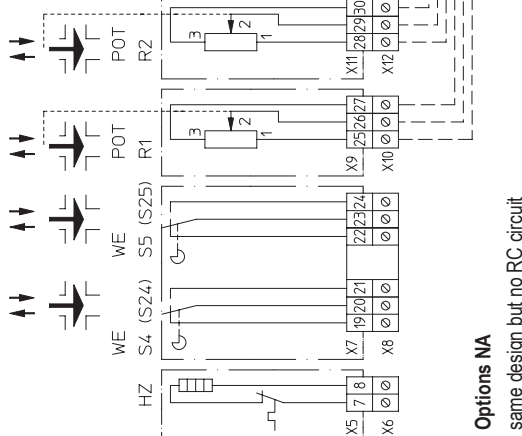 WE WE POT POT
HZ S4 (S24) S5 (S25) R1 R2
3 3
2 2
1 1
X5 7 8 X7 19 20 21 22 23 24 X9 25 26 27 X11 28 29 30
X6 X8 X10 X12
Options NA
same design but no RC circuit